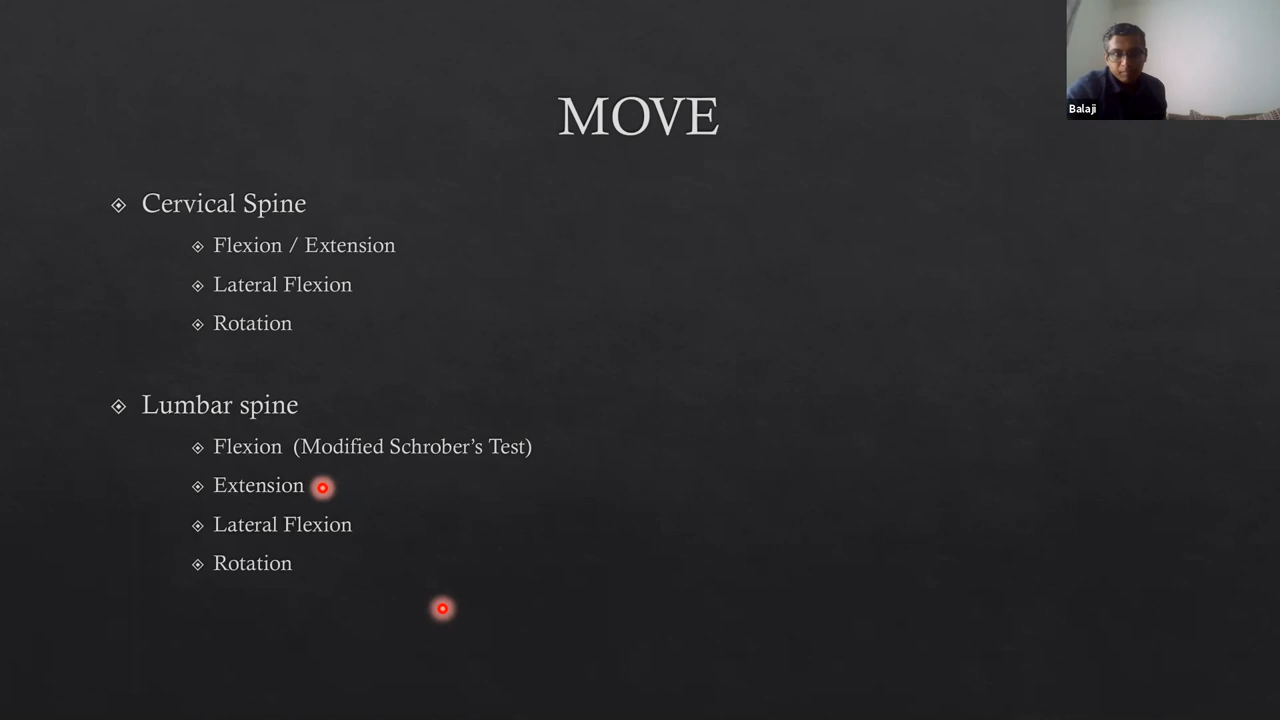 MOVE
Balaji
Cervical Spine
Flexion / Extension
Lateral Flexion
Rotation
Lumbar spine
Flexion (Modified Schrober’s Test)
Extension
Lateral Flexion
Rotation